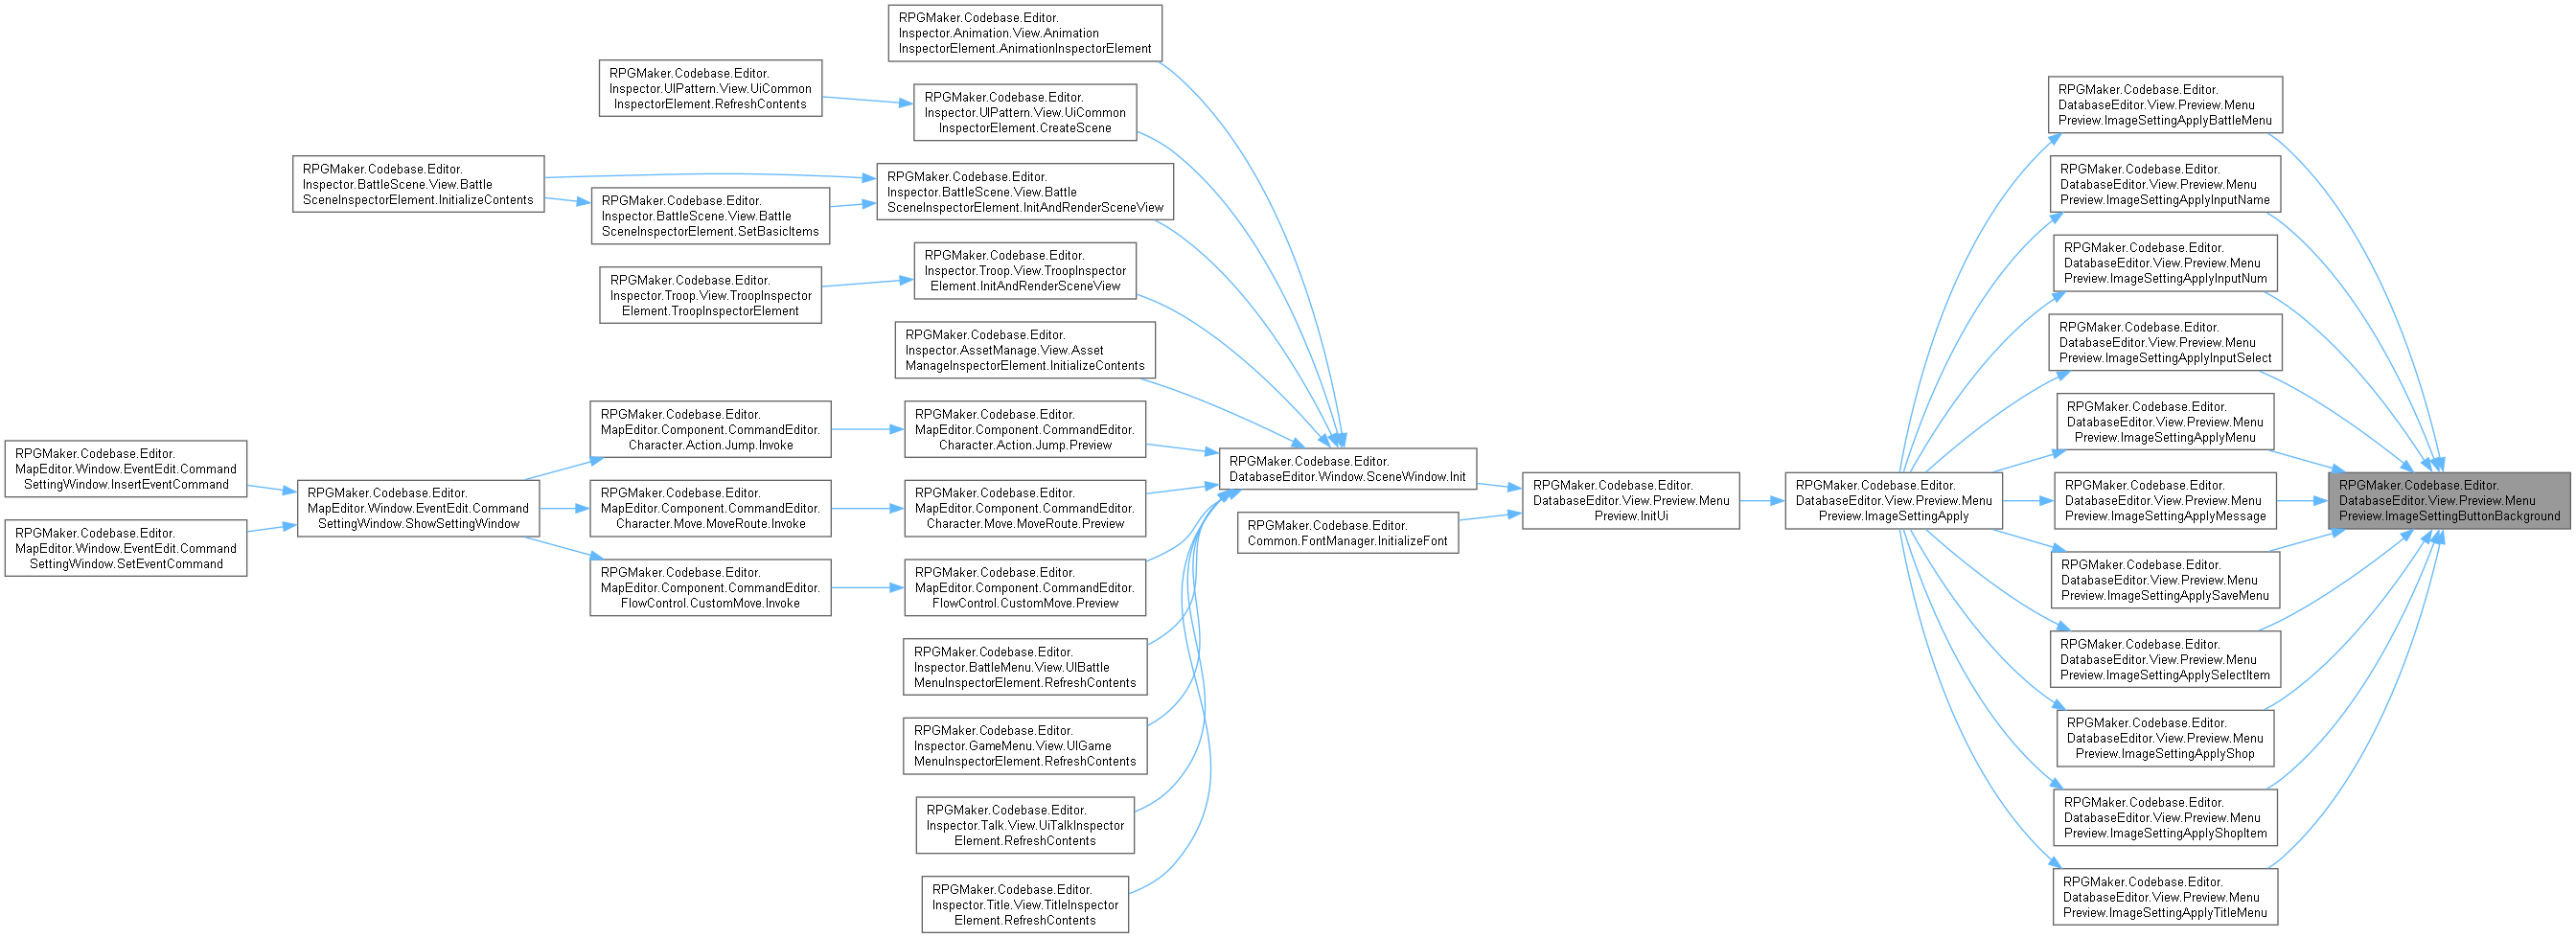 RPGMaker.Codebase.Editor.
Inspector.Animation.View.Animation
InspectorElement.AnimationInspectorElement
RPGMaker.Codebase.Editor.
Inspector.UIPattern.View.UiCommon
InspectorElement.RefreshContents
RPGMaker.Codebase.Editor.
Inspector.UIPattern.View.UiCommon
InspectorElement.CreateScene
RPGMaker.Codebase.Editor.
Inspector.BattleScene.View.Battle
SceneInspectorElement.InitializeContents
RPGMaker.Codebase.Editor.
Inspector.BattleScene.View.Battle
SceneInspectorElement.SetBasicItems
RPGMaker.Codebase.Editor.
Inspector.BattleScene.View.Battle
SceneInspectorElement.InitAndRenderSceneView
RPGMaker.Codebase.Editor.
Inspector.Troop.View.TroopInspector
Element.TroopInspectorElement
RPGMaker.Codebase.Editor.
Inspector.Troop.View.TroopInspector
Element.InitAndRenderSceneView
RPGMaker.Codebase.Editor.
Inspector.AssetManage.View.Asset
ManageInspectorElement.InitializeContents
RPGMaker.Codebase.Editor.
MapEditor.Window.EventEdit.Command
SettingWindow.InsertEventCommand
RPGMaker.Codebase.Editor.
MapEditor.Window.EventEdit.Command
SettingWindow.SetEventCommand
RPGMaker.Codebase.Editor.
MapEditor.Window.EventEdit.Command
SettingWindow.ShowSettingWindow
RPGMaker.Codebase.Editor.
MapEditor.Component.CommandEditor.
Character.Action.Jump.Invoke
RPGMaker.Codebase.Editor.
MapEditor.Component.CommandEditor.
Character.Move.MoveRoute.Invoke
RPGMaker.Codebase.Editor.
MapEditor.Component.CommandEditor.
FlowControl.CustomMove.Invoke
RPGMaker.Codebase.Editor.
MapEditor.Component.CommandEditor.
Character.Action.Jump.Preview
RPGMaker.Codebase.Editor.
MapEditor.Component.CommandEditor.
Character.Move.MoveRoute.Preview
RPGMaker.Codebase.Editor.
MapEditor.Component.CommandEditor.
FlowControl.CustomMove.Preview
RPGMaker.Codebase.Editor.
Inspector.BattleMenu.View.UIBattle
MenuInspectorElement.RefreshContents
RPGMaker.Codebase.Editor.
Inspector.GameMenu.View.UIGame
MenuInspectorElement.RefreshContents
RPGMaker.Codebase.Editor.
Inspector.Talk.View.UiTalkInspector
Element.RefreshContents
RPGMaker.Codebase.Editor.
Inspector.Title.View.TitleInspector
Element.RefreshContents
RPGMaker.Codebase.Editor.
DatabaseEditor.Window.SceneWindow.Init
RPGMaker.Codebase.Editor.
Common.FontManager.InitializeFont
RPGMaker.Codebase.Editor.
DatabaseEditor.View.Preview.Menu
Preview.InitUi
RPGMaker.Codebase.Editor.
DatabaseEditor.View.Preview.Menu
Preview.ImageSettingApply
RPGMaker.Codebase.Editor.
DatabaseEditor.View.Preview.Menu
Preview.ImageSettingApplyBattleMenu
RPGMaker.Codebase.Editor.
DatabaseEditor.View.Preview.Menu
Preview.ImageSettingApplyInputName
RPGMaker.Codebase.Editor.
DatabaseEditor.View.Preview.Menu
Preview.ImageSettingApplyInputNum
RPGMaker.Codebase.Editor.
DatabaseEditor.View.Preview.Menu
Preview.ImageSettingApplyInputSelect
RPGMaker.Codebase.Editor.
DatabaseEditor.View.Preview.Menu
Preview.ImageSettingApplyMenu
RPGMaker.Codebase.Editor.
DatabaseEditor.View.Preview.Menu
Preview.ImageSettingApplyMessage
RPGMaker.Codebase.Editor.
DatabaseEditor.View.Preview.Menu
Preview.ImageSettingApplySaveMenu
RPGMaker.Codebase.Editor.
DatabaseEditor.View.Preview.Menu
Preview.ImageSettingApplySelectItem
RPGMaker.Codebase.Editor.
DatabaseEditor.View.Preview.Menu
Preview.ImageSettingApplyShop
RPGMaker.Codebase.Editor.
DatabaseEditor.View.Preview.Menu
Preview.ImageSettingApplyShopItem
RPGMaker.Codebase.Editor.
DatabaseEditor.View.Preview.Menu
Preview.ImageSettingApplyTitleMenu
RPGMaker.Codebase.Editor.
DatabaseEditor.View.Preview.Menu
Preview.ImageSettingButtonBackground